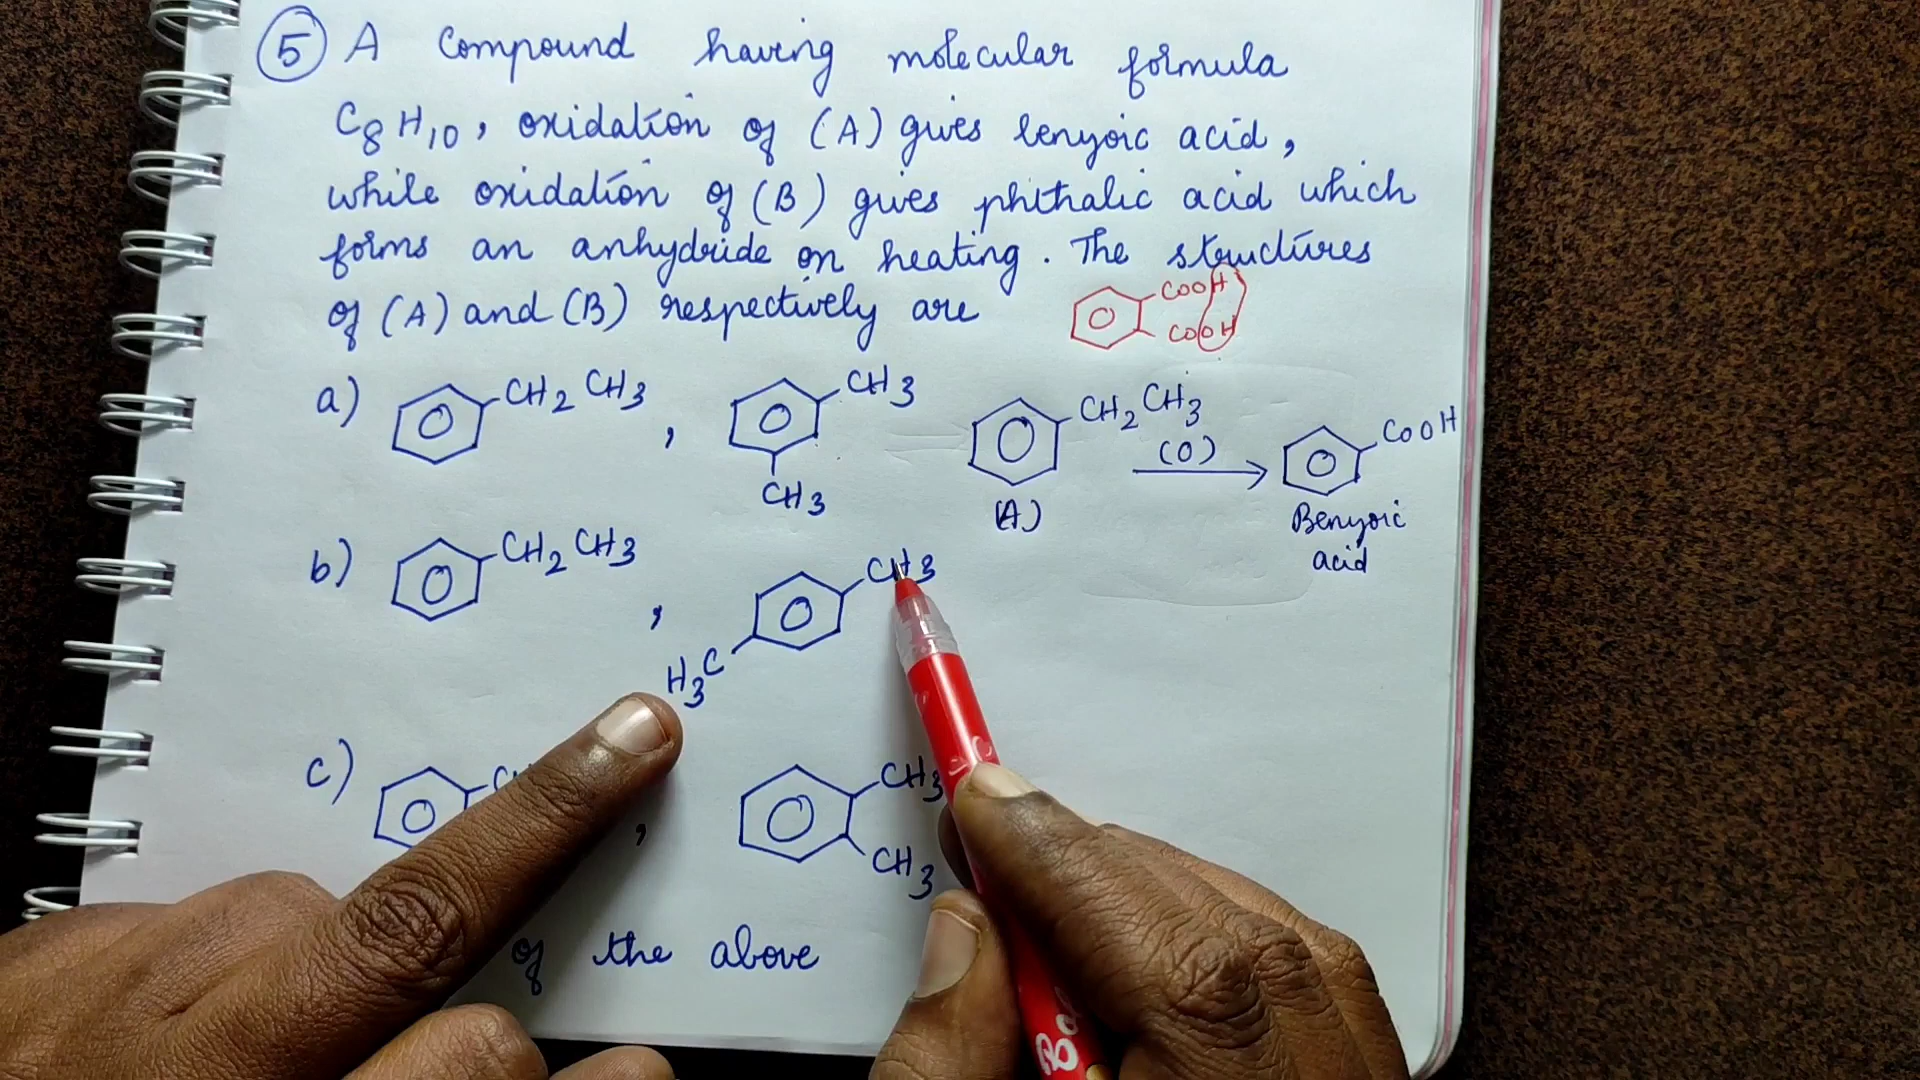 5 A Compound having molecular formula
C8H10, oxidation of (A) gives benzoic acid,
while oxidation of (B) gives phthalic acid which
forms an anhydride on heating. The structures
of (A) and (B) respectively are
COOH
COOH
a) CH2CH3, CH3
CH3
CH2CH3 (O) COOH
(A) Benzoic
acid
b) CH2CH3, CH3
H3C
c) , CH3
CH3
of the above